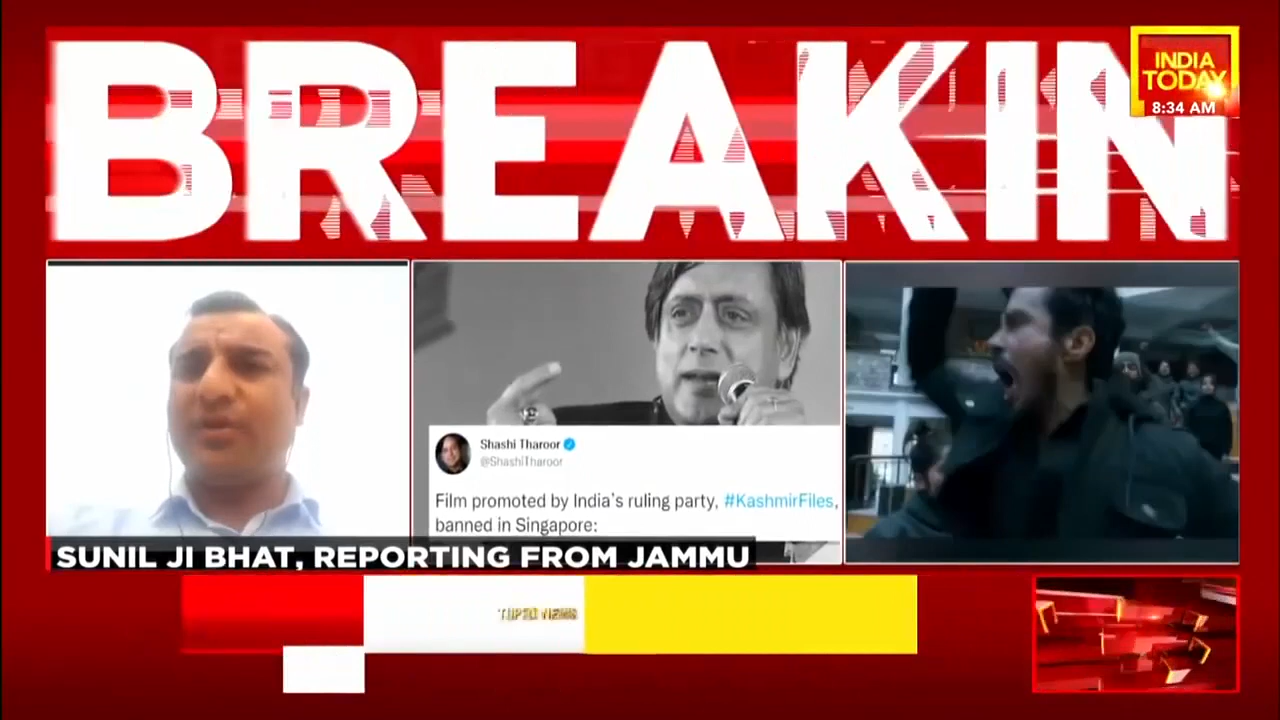 BREAKIN
INDIA
TODAY
8:34 AM
Shashi Tharoor
@ShashiTharoor
Film promoted by India's ruling party, #KashmirFiles,
banned in Singapore:
SUNIL JI BHAT, REPORTING FROM JAMMU